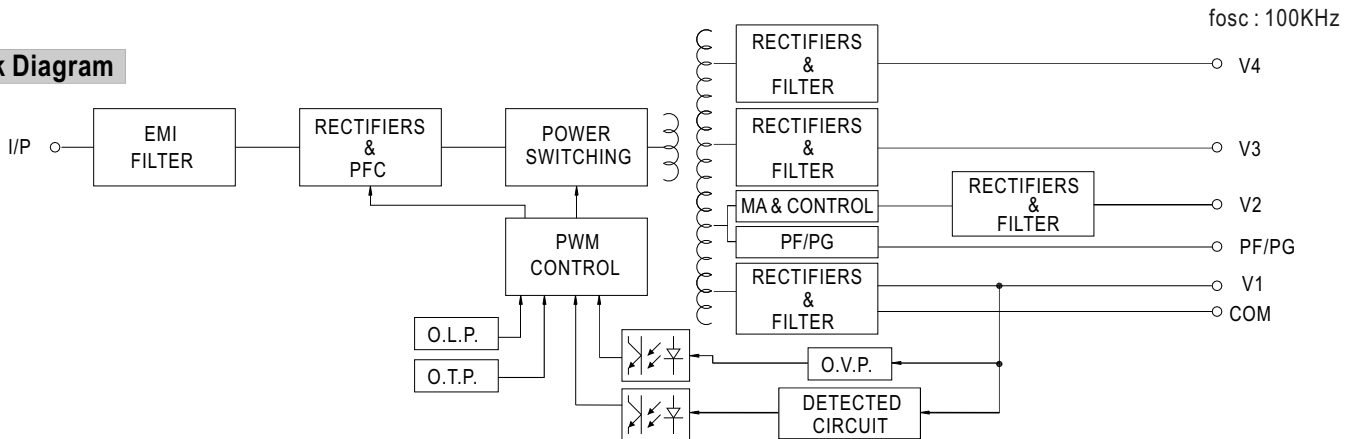 fosc : 100KHz
k Diagram
I/P
EMI
FILTER
RECTIFIERS
&
PFC
POWER
SWITCHING
RECTIFIERS
&
FILTER
V4
RECTIFIERS
&
FILTER
V3
MA & CONTROL
RECTIFIERS
&
FILTER
V2
PF/PG
PF/PG
PWM
CONTROL
RECTIFIERS
&
FILTER
V1
COM
O.L.P.
O.T.P.
O.V.P.
DETECTED
CIRCUIT